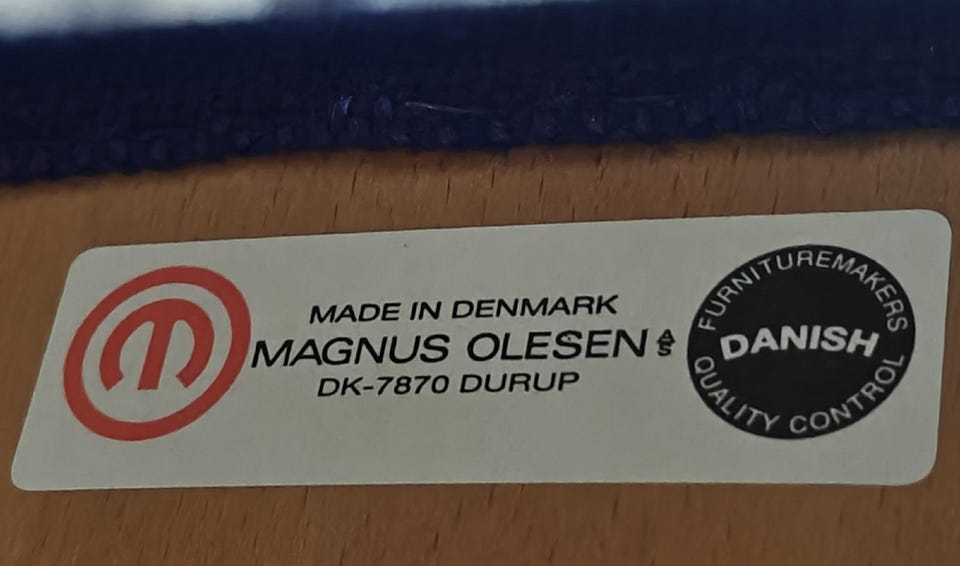 MADE IN DENMARK
MAGNUS OLESEN A/S
DK-7870 DURUP
FURNITUREMAKERS
DANISH
QUALITY CONTROL